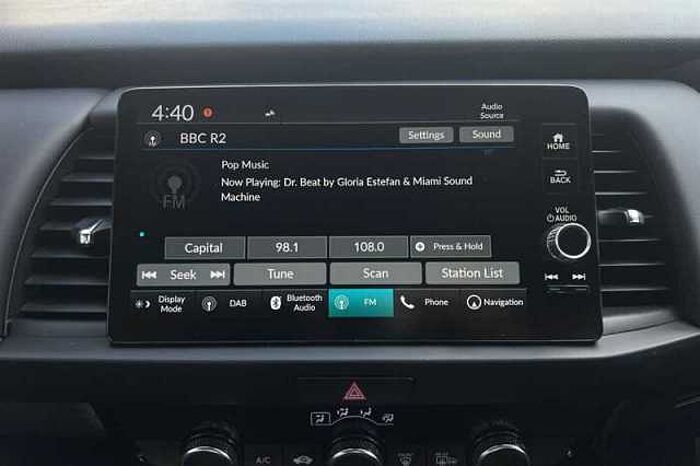 4:40
Audio
Source
BBC R2
Settings
Sound
HOME
Pop Music
Now Playing: Dr. Beat by Gloria Estefan & Miami Sound
Machine
FM
BACK
VOL
AUDIO
Capital
98.1
108.0
Press & Hold
Seek
Tune
Scan
Station List
Display
Mode
DAB
Bluetooth
Audio
FM
Phone
Navigation
A/C